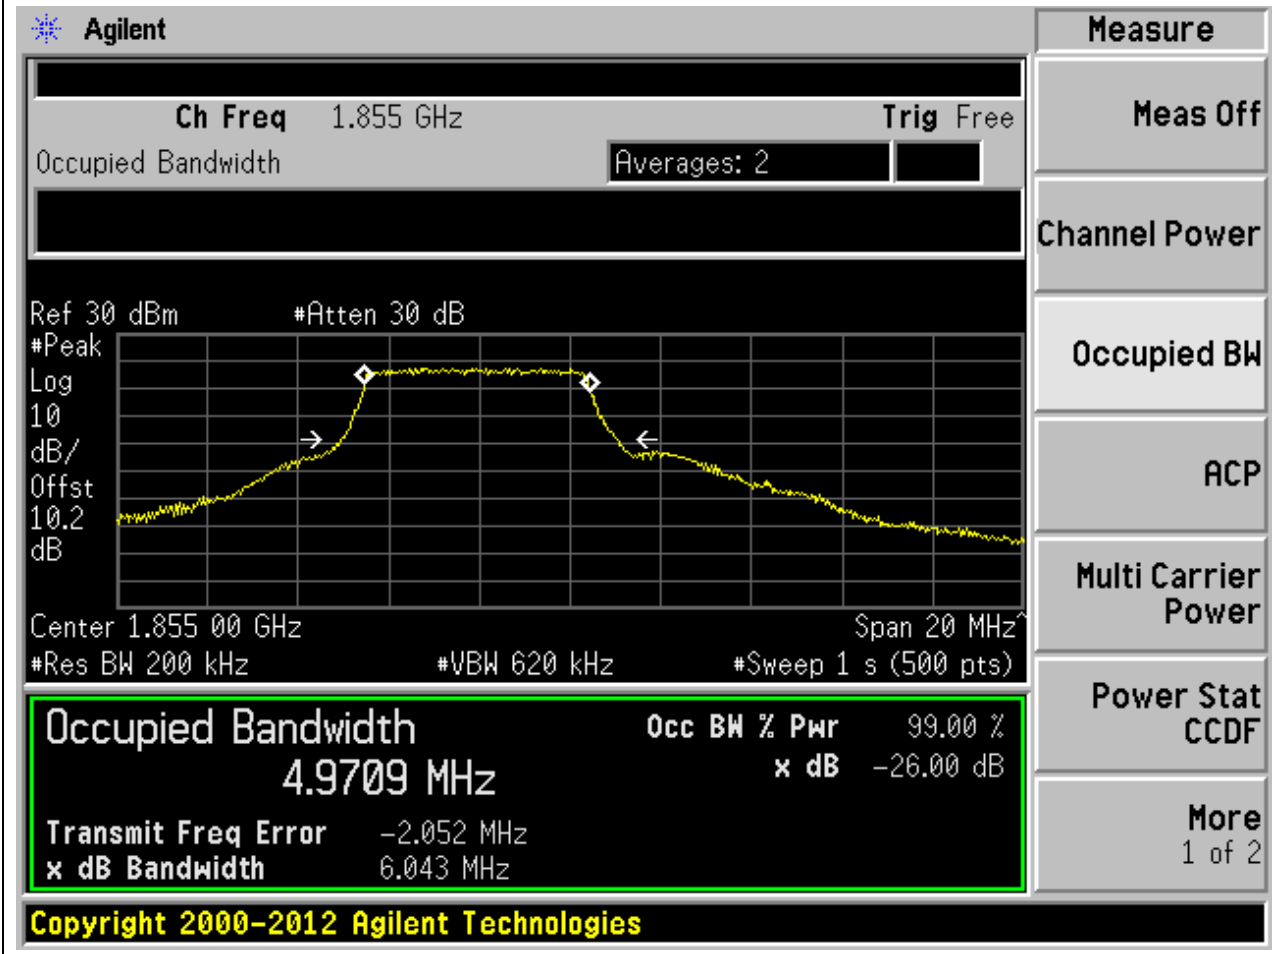 Agilent
Measure
Ch Freq 1.855 GHz Trig Free
Occupied Bandwidth Averages: 2
Meas Off
Channel Power
Occupied BW
ACP
Multi Carrier
Power
Power Stat
CCDF
More
1 of 2
Ref 30 dBm #Atten 30 dB
#Peak
Log
10
dB/
Offst
10.2
dB
Center 1.855 00 GHz Span 20 MHz^
#Res BW 200 kHz #VBW 620 kHz #Sweep 1 s (500 pts)
Occupied Bandwidth Occ BW % Pwr 99.00 %
4.9709 MHz x dB -26.00 dB
Transmit Freq Error -2.052 MHz
x dB Bandwidth 6.043 MHz
Copyright 2000-2012 Agilent Technologies